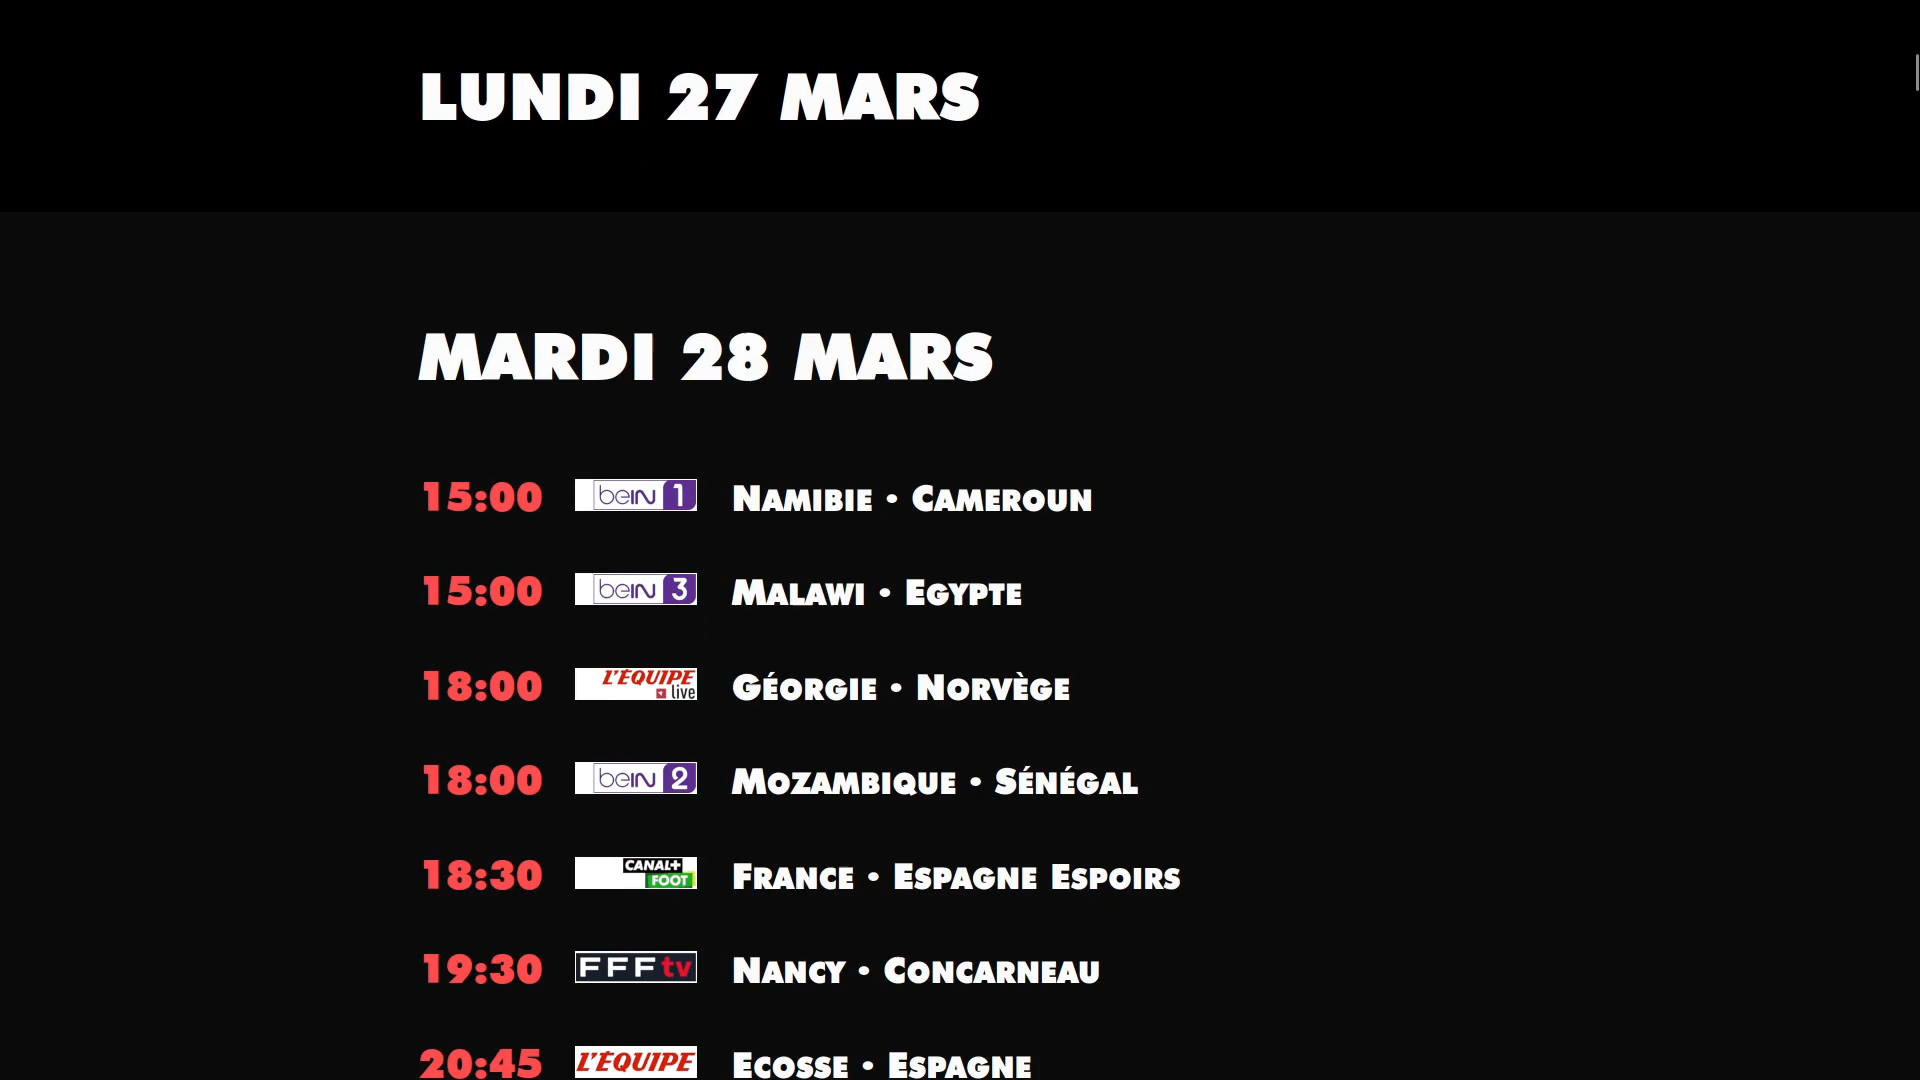 LUNDI 27 MARS
MARDI 28 MARS
15:00 beIN 1 NAMIBIE • CAMEROUN
15:00 beIN 3 MALAWI • EGYPTE
18:00 L'ÉQUIPE live GÉORGIE • NORVÈGE
18:00 beIN 2 MOZAMBIQUE • SÉNÉGAL
18:30 CANAL+ FOOT FRANCE • ESPAGNE ESPOIRS
19:30 FFFtv NANCY • CONCARNEAU
20:45 L'ÉQUIPE ECOSSE • ESPAGNE